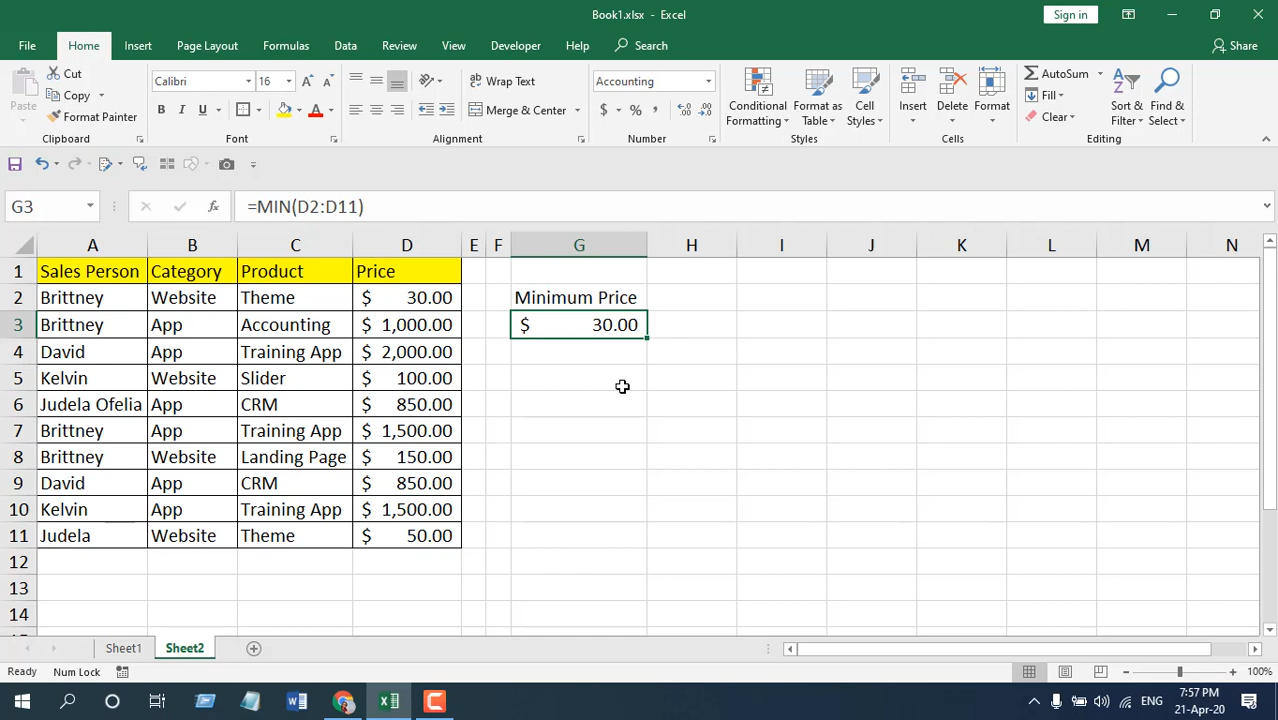 Book1.xlsx - Excel
Sign in
File Home Insert Page Layout Formulas Data Review View Developer Help Search Share
Paste
Cut
Copy
Format Painter
Clipboard
Calibri 16
B I U
Font
Wrap Text
Merge & Center
Alignment
Accounting
$ % ,
Number
Conditional Formatting
Format as Table
Cell Styles
Styles
Insert
Delete
Format
Cells
AutoSum
Fill
Clear
Sort & Filter
Find & Select
Editing
G3 fx =MIN(D2:D11)
A B C D E F G H I J K L M N
1 Sales Person Category Product Price
2 Brittney Website Theme $ 30.00 Minimum Price
3 Brittney App Accounting $ 1,000.00 $ 30.00
4 David App Training App $ 2,000.00
5 Kelvin Website Slider $ 100.00
6 Judela Ofelia App CRM $ 850.00
7 Brittney App Training App $ 1,500.00
8 Brittney Website Landing Page $ 150.00
9 David App CRM $ 850.00
10 Kelvin App Training App $ 1,500.00
11 Judela Website Theme $ 50.00
12
13
14
Sheet1 Sheet2
Ready Num Lock 100%
ENG 7:57 PM
21-Apr-20